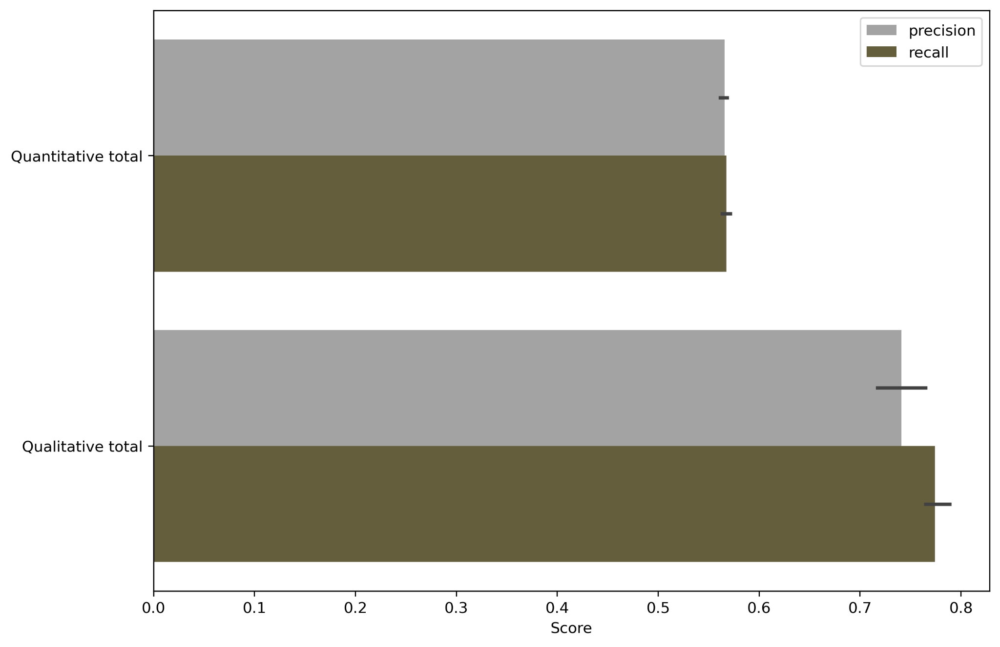 precision
recall
Quantitative total
Qualitative total
0.0 0.1 0.2 0.3 0.4 0.5 0.6 0.7 0.8
Score